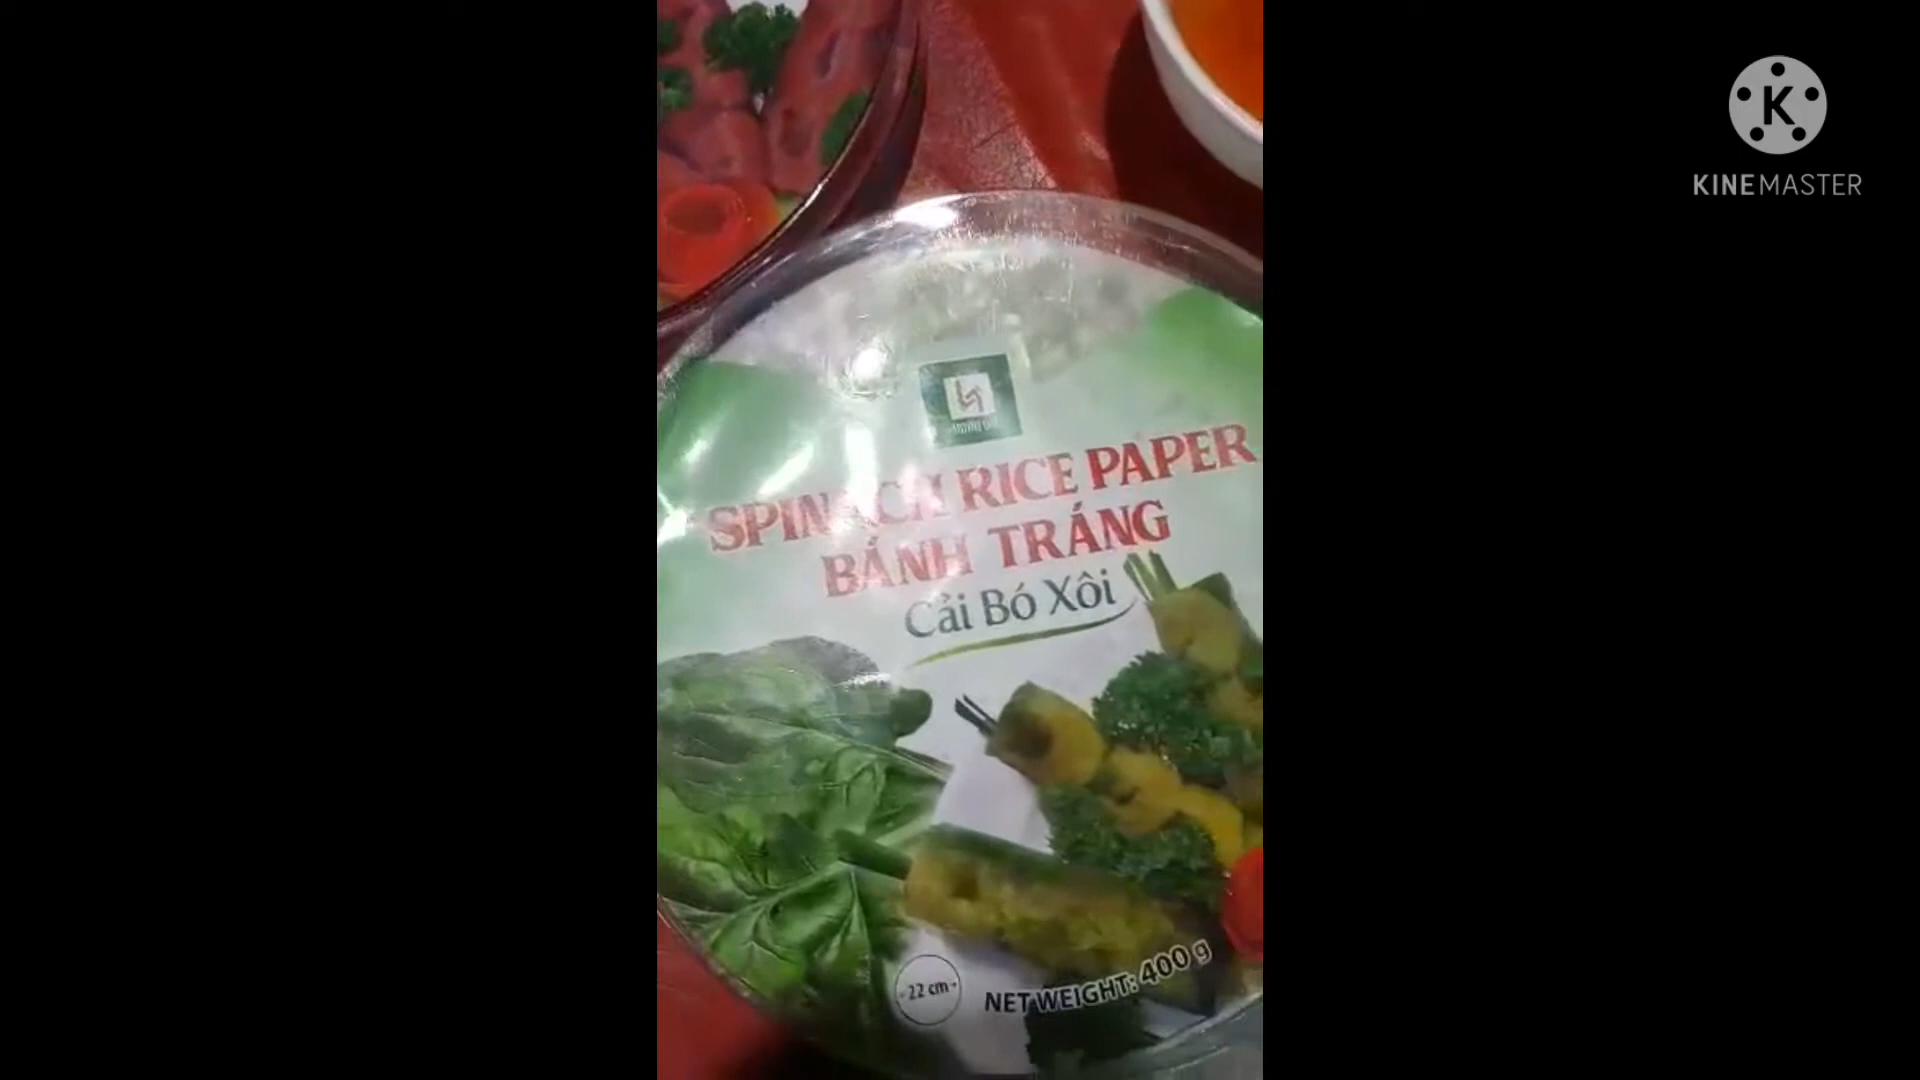 K
KINEMASTER
SPINACH RICE PAPER
BÁNH TRÁNG
Cải Bó Xôi
22 cm
NET WEIGHT: 400 g